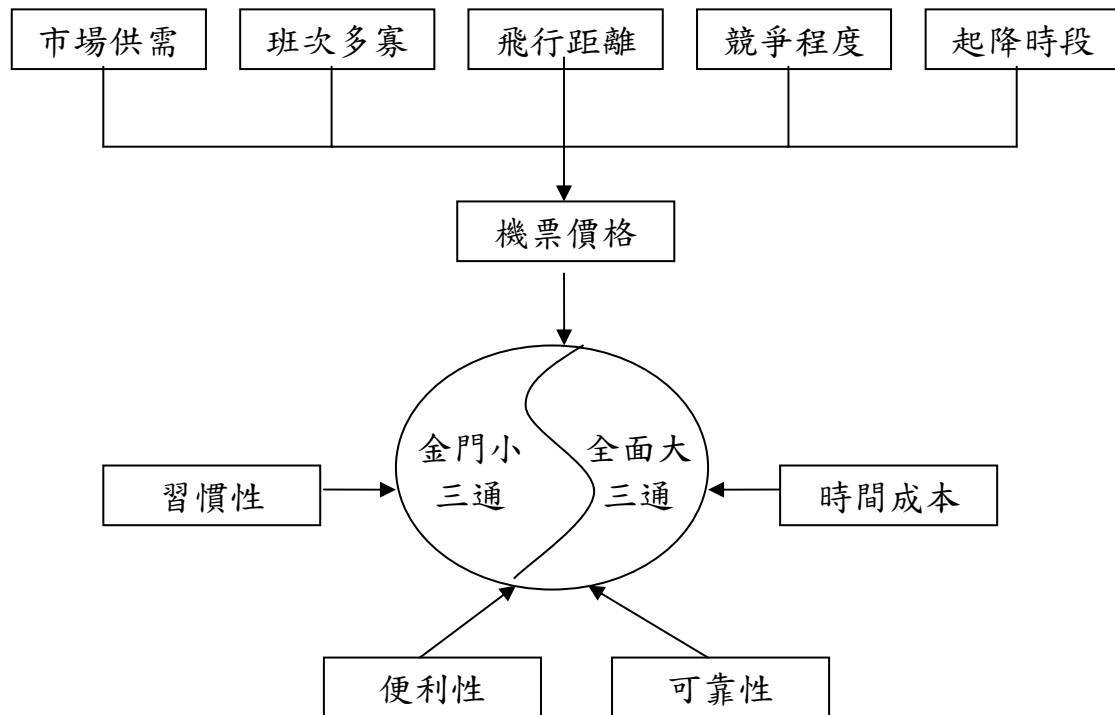 市場供需
班次多寡
飛行距離
競爭程度
起降時段
機票價格
金門小
三通
全面大
三通
習慣性
時間成本
便利性
可靠性